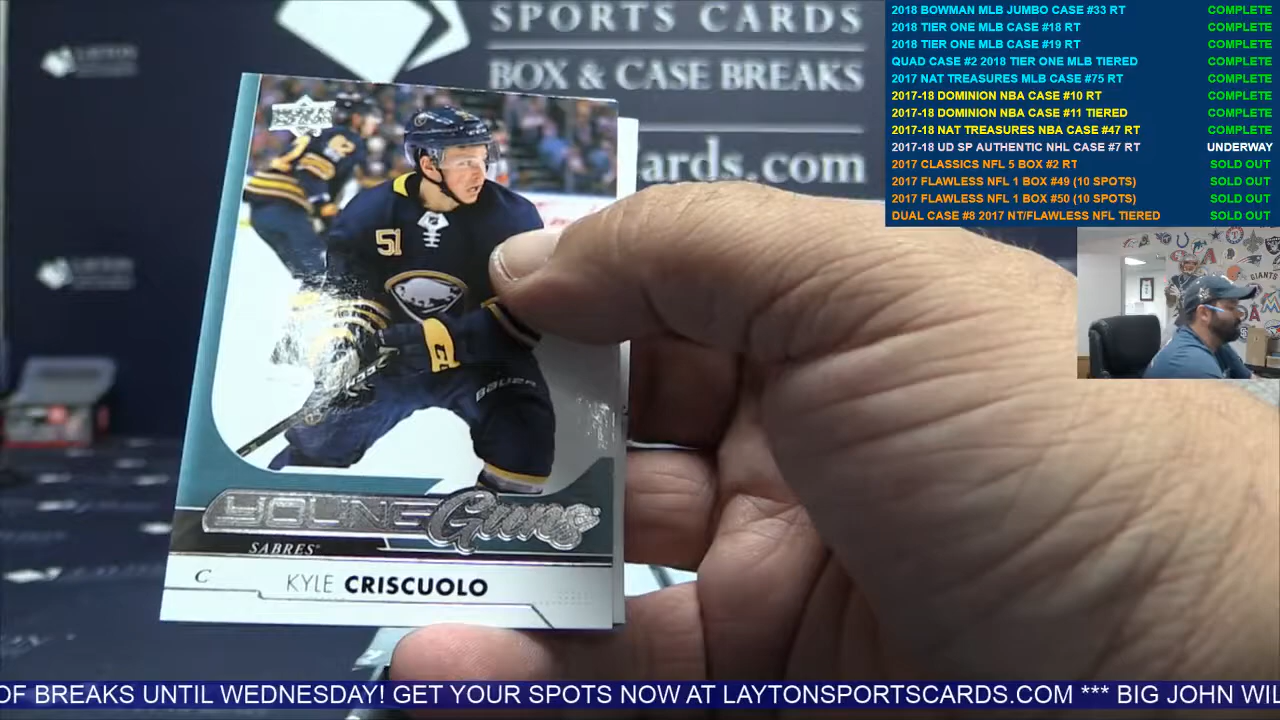 SPORTS CARDS
BOX & CASE BREAKS
ards.com
LAYTON
51
BAUER
YOUNG Guns
SABRES
C KYLE CRISCUOLO
2018 BOWMAN MLB JUMBO CASE #33 RT COMPLETE
2018 TIER ONE MLB CASE #18 RT COMPLETE
2018 TIER ONE MLB CASE #19 RT COMPLETE
QUAD CASE #2 2018 TIER ONE MLB TIERED COMPLETE
2017 NAT TREASURES MLB CASE #75 RT COMPLETE
2017-18 DOMINION NBA CASE #10 RT COMPLETE
2017-18 DOMINION NBA CASE #11 TIERED COMPLETE
2017-18 NAT TREASURES NBA CASE #47 RT COMPLETE
2017-18 UD SP AUTHENTIC NHL CASE #7 RT UNDERWAY
2017 CLASSICS NFL 5 BOX #2 RT SOLD OUT
2017 FLAWLESS NFL 1 BOX #49 (10 SPOTS) SOLD OUT
2017 FLAWLESS NFL 1 BOX #50 (10 SPOTS) SOLD OUT
DUAL CASE #8 2017 NT/FLAWLESS NFL TIERED SOLD OUT
OF BREAKS UNTIL WEDNESDAY! GET YOUR SPOTS NOW AT LAYTONSPORTSCARDS.COM *** BIG JOHN WIL